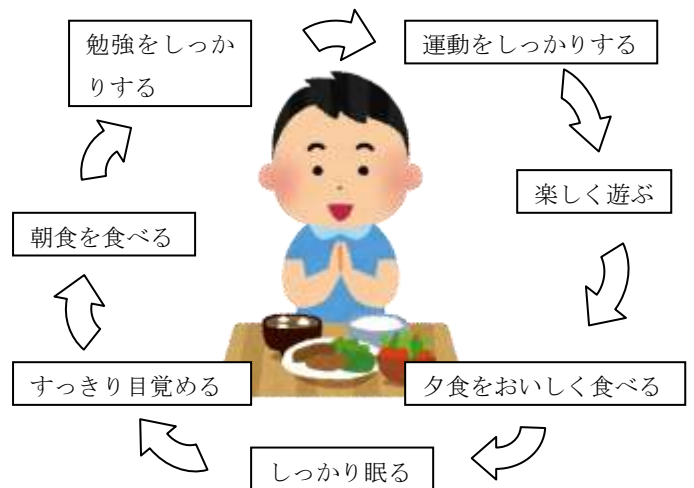 勉強をしっか
りする
運動をしっかりする
楽しく遊ぶ
夕食をおいしく食べる
しっかり眠る
すっきり目覚める
朝食を食べる